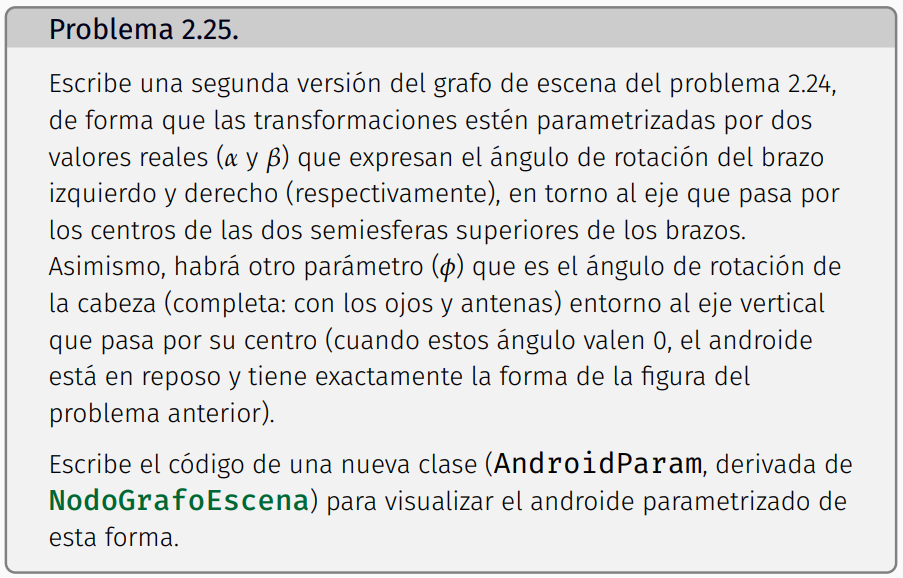 Problema 2.25.
Escribe una segunda versión del grafo de escena del problema 2.24,
de forma que las transformaciones estén parametrizadas por dos
valores reales (α y β) que expresan el ángulo de rotación del brazo
izquierdo y derecho (respectivamente), en torno al eje que pasa por
los centros de las dos semiesferas superiores de los brazos.
Asimismo, habrá otro parámetro (ϕ) que es el ángulo de rotación de
la cabeza (completa: con los ojos y antenas) entorno al eje vertical
que pasa por su centro (cuando estos ángulo valen 0, el androide
está en reposo y tiene exactamente la forma de la figura del
problema anterior).
Escribe el código de una nueva clase (AndroidParam, derivada de
NodoGrafoEscena) para visualizar el androide parametrizado de
esta forma.